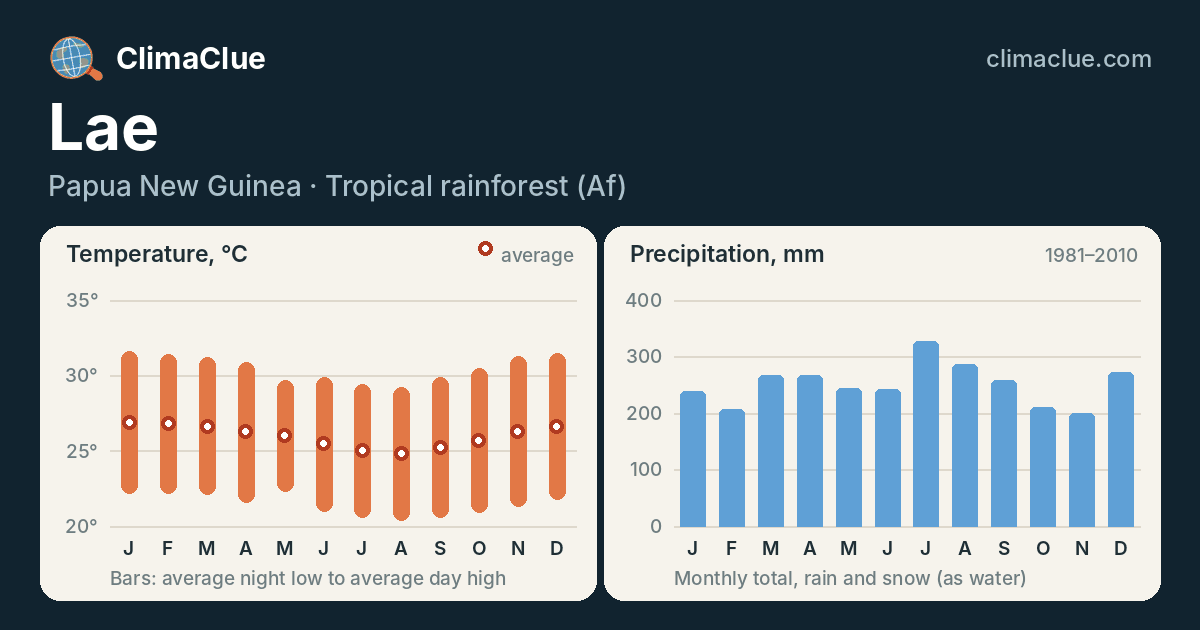 ClimaClue
climaclue.com
Lae
Papua New Guinea · Tropical rainforest (Af)
Temperature, °C
average
35°
30°
25°
20°
J F M A M J J A S O N D
Bars: average night low to average day high
Precipitation, mm
1981–2010
400
300
200
100
0
J F M A M J J A S O N D
Monthly total, rain and snow (as water)